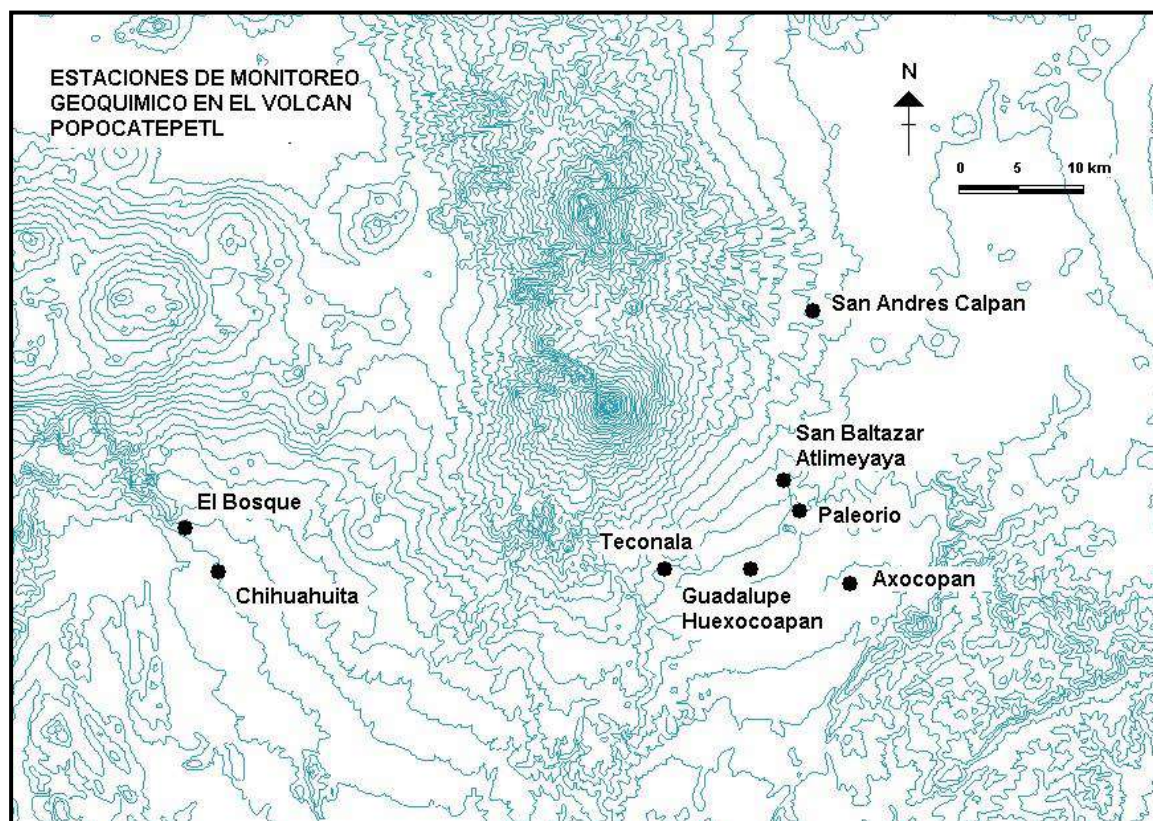 ESTACIONES DE MONITOREO
GEOQUIMICO EN EL VOLCAN
POPOCATEPETL
N
0 5 10 km
San Andres Calpan
San Baltazar
Atlimeyaya
El Bosque
Paleorio
Teconala
Chihuahuita
Guadalupe
Huexocoapan
Axocopan